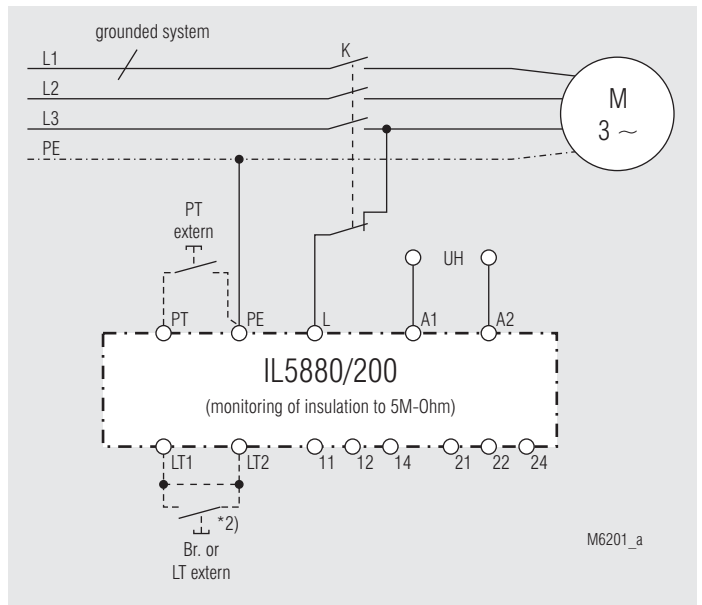 grounded system
L1
K
L2
M
3 ~
L3
PE
PT
extern
UH
PT
PE
L
A1
A2
IL5880/200
(monitoring of insulation to 5M-Ohm)
LT1
LT2
11
12
14
21
22
24
*2)
Br. or
LT extern
M6201_a